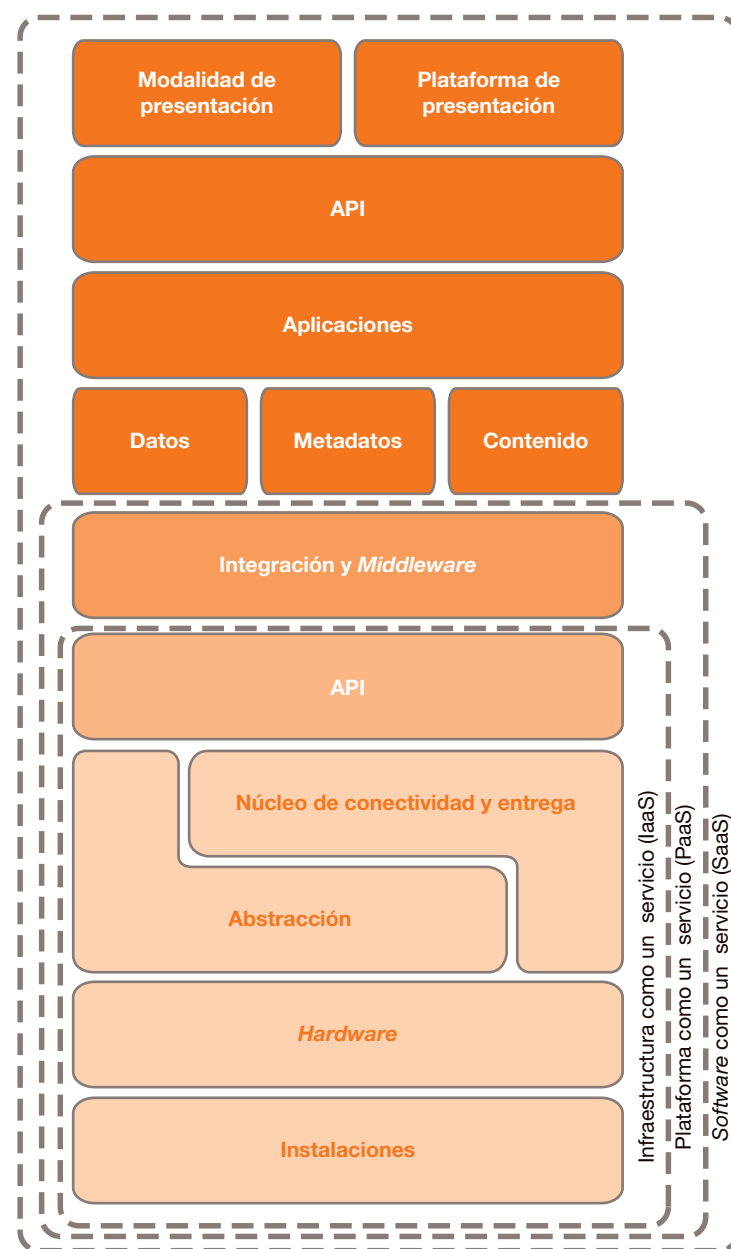 Modalidad de
presentación
Plataforma de
presentación
API
Aplicaciones
Datos
Metadatos
Contenido
Integración y Middleware
API
Núcleo de conectividad y entrega
Abstracción
Hardware
Instalaciones
Infraestructura como un servicio (IaaS)
Plataforma como un servicio (PaaS)
Software como un servicio (SaaS)